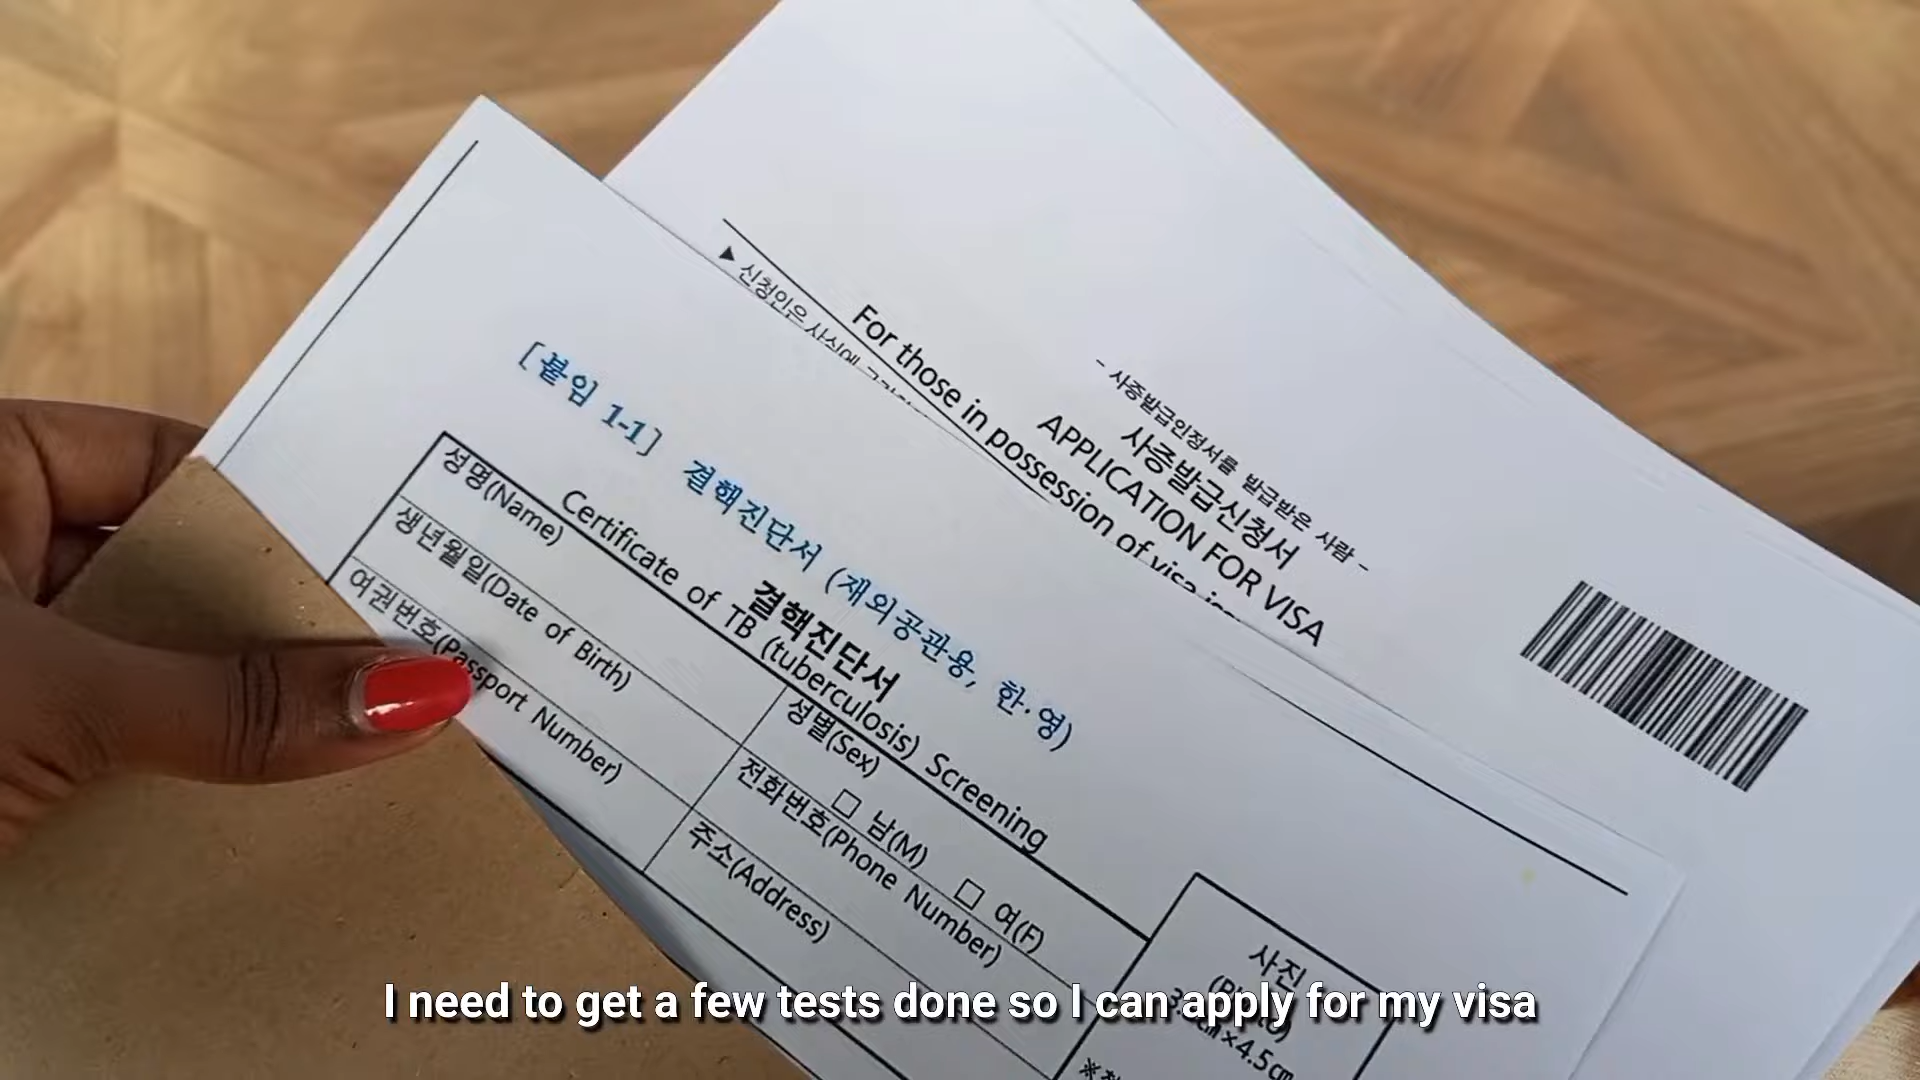 - 사증발급인정서를 발급받은 사람 -
사증발급신청서
APPLICATION FOR VISA
For those in possession of visa
▶ 신청인은 사실에
[붙임 1-1] 결핵진단서 (재외공관용, 한·영)
결핵진단서
Certificate of TB (tuberculosis) Screening
성명(Name)
생년월일(Date of Birth)
성별(Sex)
□ 남(M) □ 여(F)
여권번호(Passport Number)
전화번호(Phone Number)
주소(Address)
사진
I need to get a few tests done so I can apply for my visa